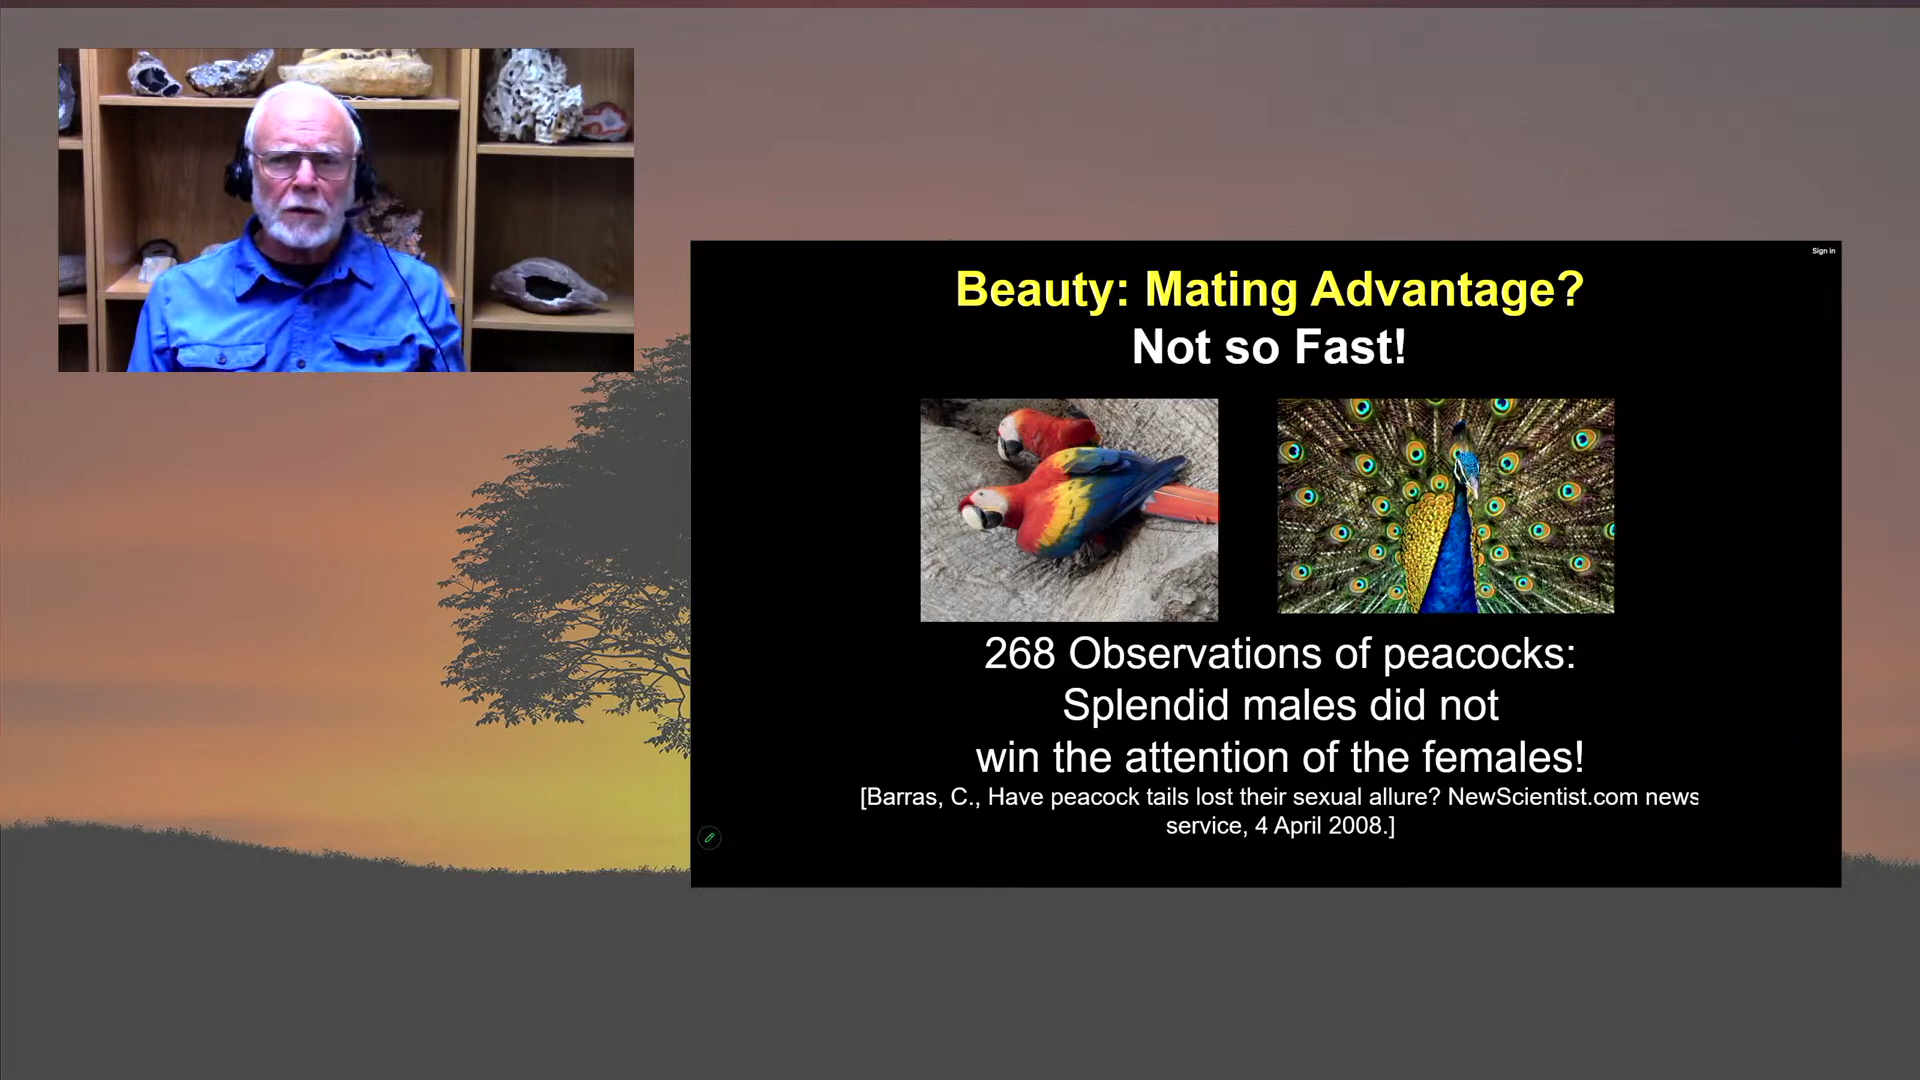 Sign in
Beauty: Mating Advantage?
Not so Fast!
268 Observations of peacocks:
Splendid males did not
win the attention of the females!
[Barras, C., Have peacock tails lost their sexual allure? NewScientist.com news
service, 4 April 2008.]